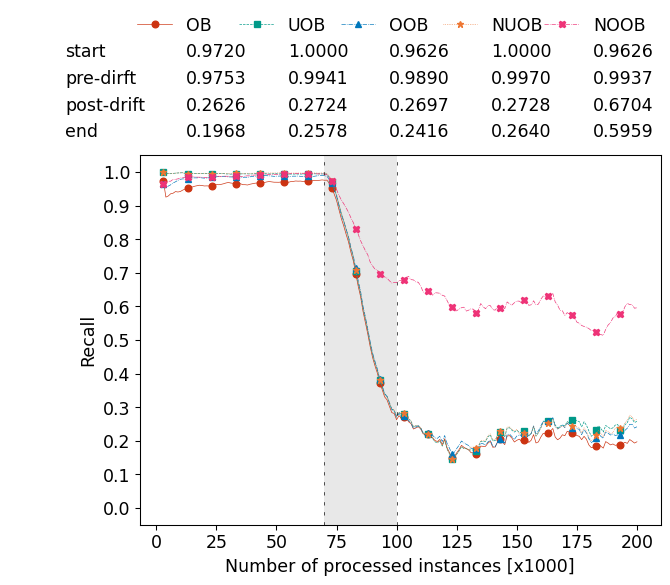 OB UOB OOB NUOB NOOB
start 0.9720 1.0000 0.9626 1.0000 0.9626
pre-dirft 0.9753 0.9941 0.9890 0.9970 0.9937
post-drift 0.2626 0.2724 0.2697 0.2728 0.6704
end 0.1968 0.2578 0.2416 0.2640 0.5959
1.0
0.9
0.8
0.7
0.6
0.5
0.4
0.3
0.2
0.1
0.0
Recall
0 25 50 75 100 125 150 175 200
Number of processed instances [x1000]